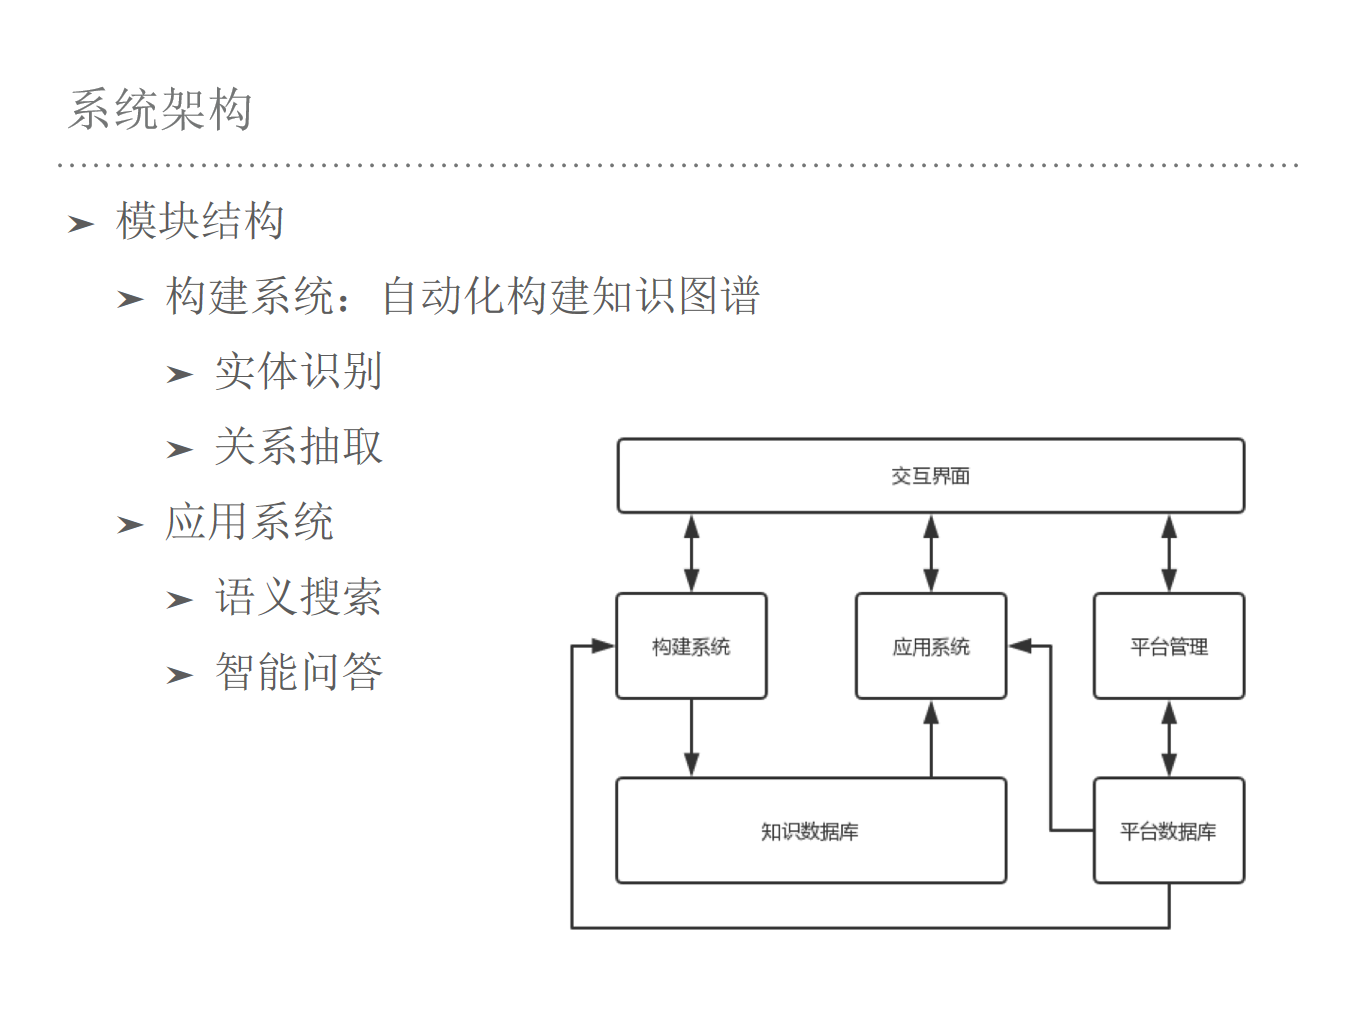 系统架构
➤ 模块结构
➤ 构建系统：自动化构建知识图谱
➤ 实体识别
➤ 关系抽取
➤ 应用系统
➤ 语义搜索
➤ 智能问答
交互界面
构建系统
应用系统
平台管理
知识数据库
平台数据库